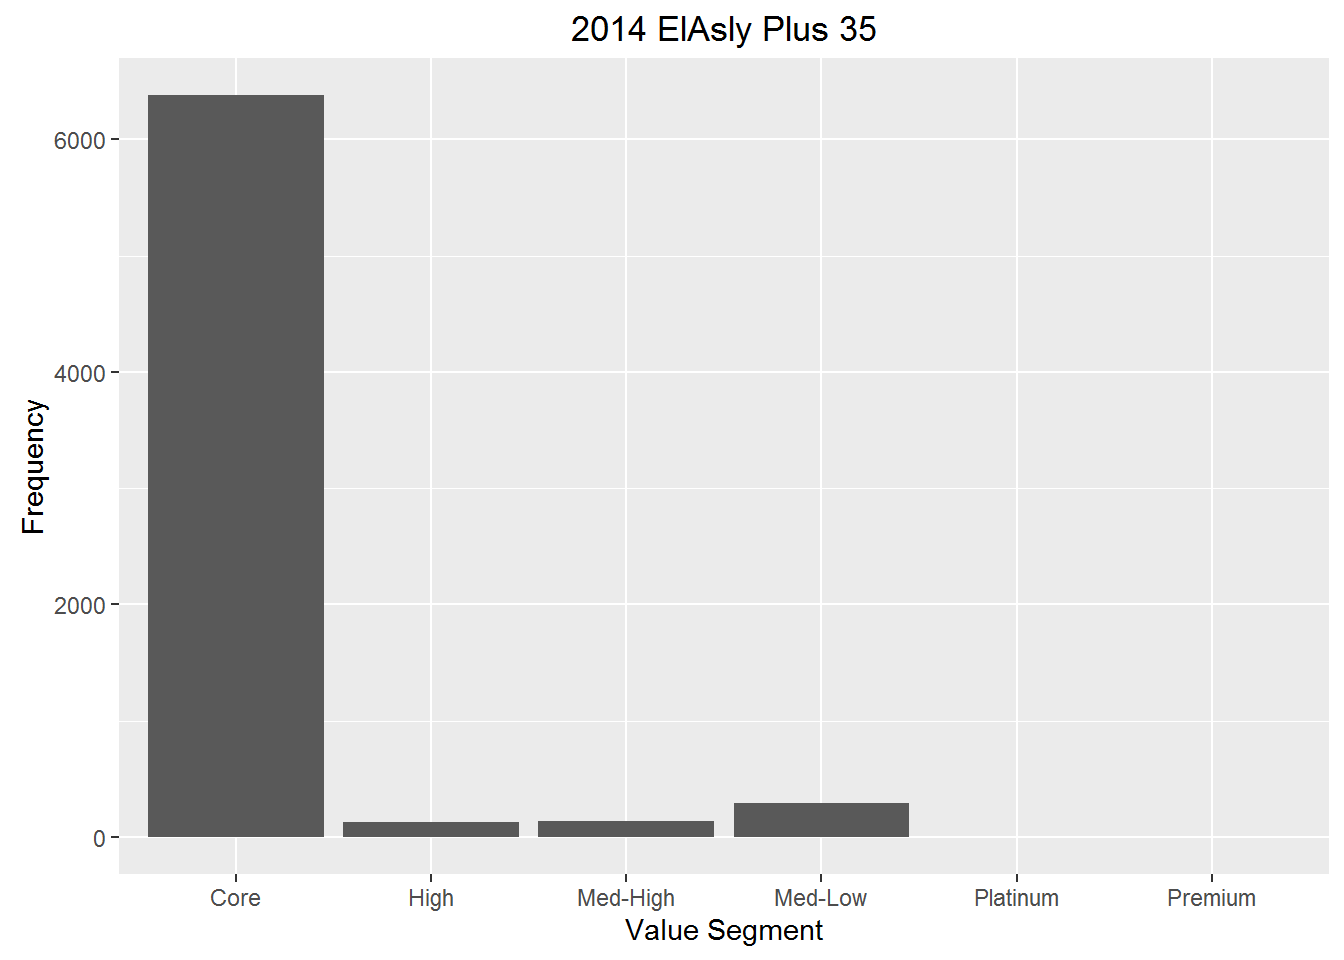 2014 ElAsly Plus 35
6000
4000
2000
0
Frequency
Core High Med-High Med-Low Platinum Premium
Value Segment